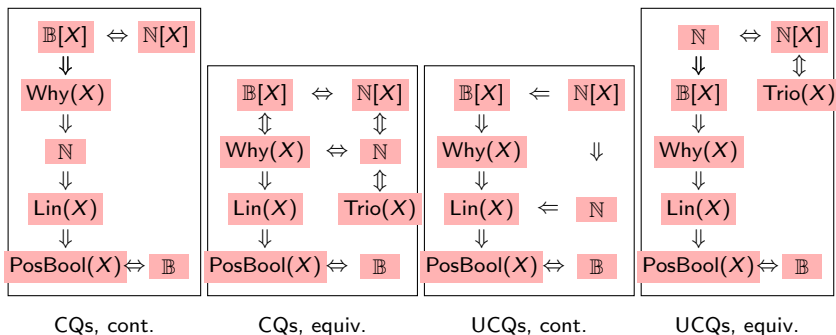 𝔹[X] ⇔ ℕ[X]
⇓
Why(X)
⇓
ℕ
⇓
Lin(X)
⇓
PosBool(X) ⇔ 𝔹
CQs, cont.
𝔹[X] ⇔ ℕ[X]
⇕ ⇕
Why(X) ⇔ ℕ
⇓ ⇕
Lin(X) Trio(X)
⇓
PosBool(X) ⇔ 𝔹
CQs, equiv.
𝔹[X] ⇐ ℕ[X]
⇓
Why(X) ⇓
⇓
Lin(X) ⇐ ℕ
⇓
PosBool(X) ⇔ 𝔹
UCQs, cont.
ℕ ⇔ ℕ[X]
⇓ ⇕
𝔹[X] Trio(X)
⇓
Why(X)
⇓
Lin(X)
⇓
PosBool(X) ⇔ 𝔹
UCQs, equiv.